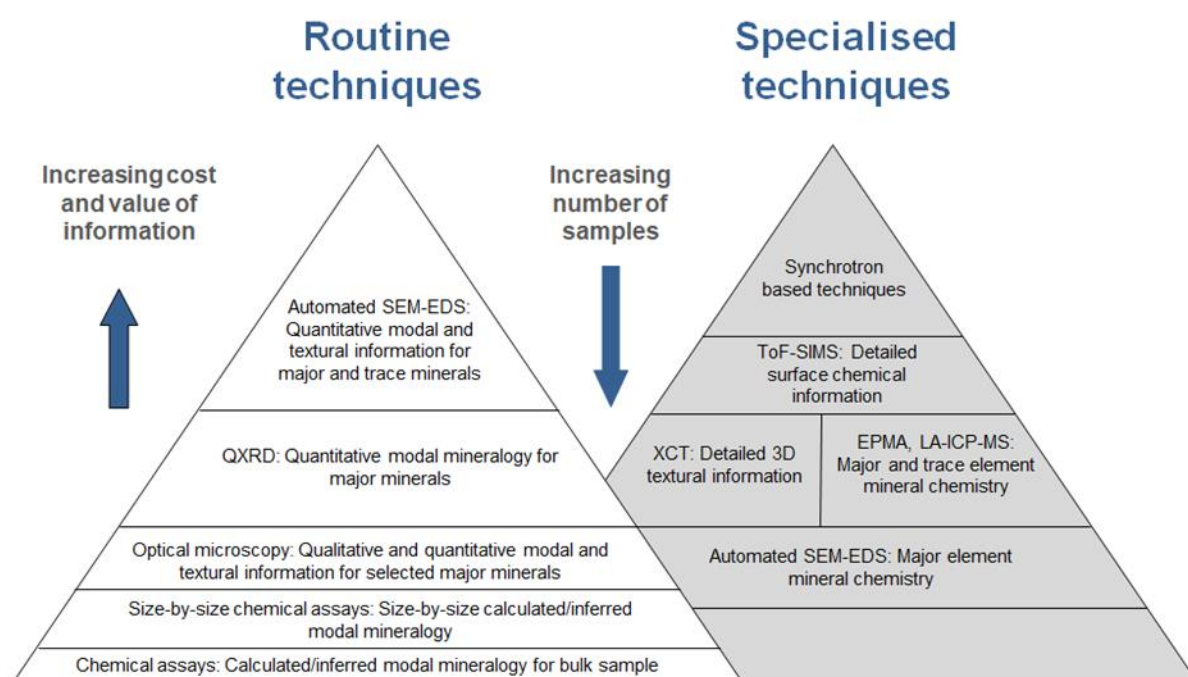 Routine
techniques
Specialised
techniques
Increasing cost
and value of
information
Increasing
number of
samples
Automated SEM-EDS:
Quantitative modal and
textural information for
major and trace minerals
QXRD: Quantitative modal mineralogy for
major minerals
Optical microscopy: Qualitative and quantitative modal and
textural information for selected major minerals
Size-by-size chemical assays: Size-by-size calculated/inferred
modal mineralogy
Chemical assays: Calculated/inferred modal mineralogy for bulk sample
Synchrotron
based techniques
ToF-SIMS: Detailed
surface chemical
information
XCT: Detailed 3D
textural information
EPMA, LA-ICP-MS:
Major and trace element
mineral chemistry
Automated SEM-EDS: Major element
mineral chemistry